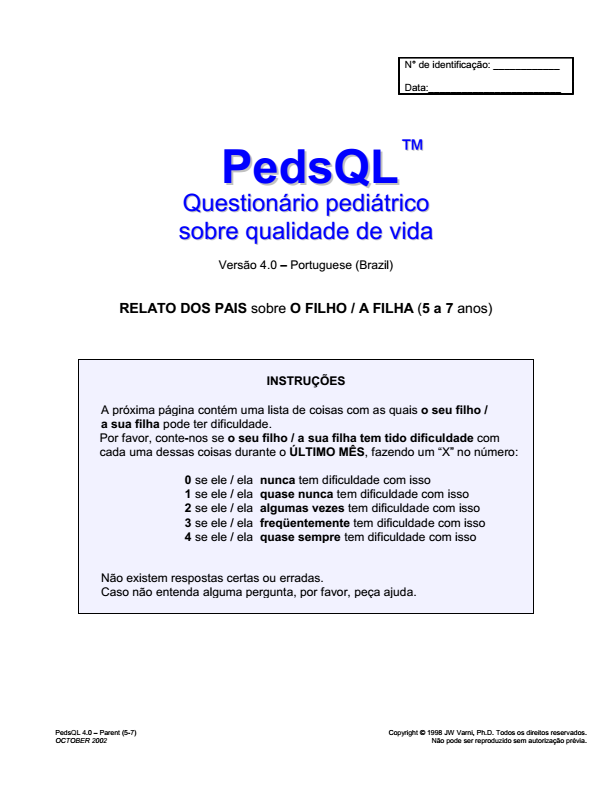 N° de identificação: ____________
Data:________________________
PedsQL™
Questionário pediátrico
sobre qualidade de vida
Versão 4.0 – Portuguese (Brazil)
RELATO DOS PAIS sobre O FILHO / A FILHA (5 a 7 anos)
INSTRUÇÕES
A próxima página contém uma lista de coisas com as quais o seu filho /
a sua filha pode ter dificuldade.
Por favor, conte-nos se o seu filho / a sua filha tem tido dificuldade com
cada uma dessas coisas durante o ÚLTIMO MÊS, fazendo um “X” no número:
0 se ele / ela nunca tem dificuldade com isso
1 se ele / ela quase nunca tem dificuldade com isso
2 se ele / ela algumas vezes tem dificuldade com isso
3 se ele / ela freqüentemente tem dificuldade com isso
4 se ele / ela quase sempre tem dificuldade com isso
Não existem respostas certas ou erradas.
Caso não entenda alguma pergunta, por favor, peça ajuda.
PedsQL 4.0 – Parent (5-7)
OCTOBER 2002
Copyright © 1998 JW Varni, Ph.D. Todos os direitos reservados.
Não pode ser reproduzido sem autorização prévia.